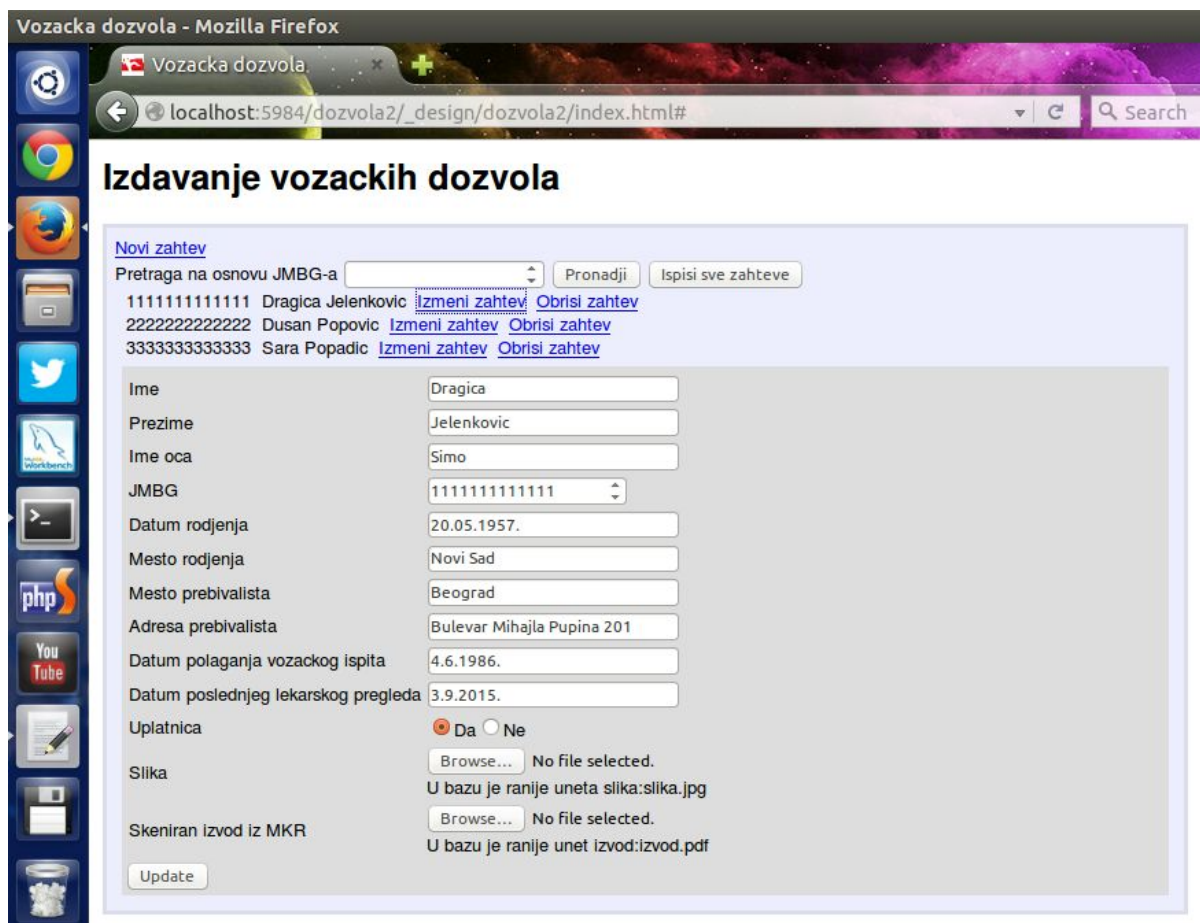 Vozacka dozvola - Mozilla Firefox
Vozacka dozvola
localhost:5984/dozvola2/_design/dozvola2/index.html#
Search
Izdavanje vozackih dozvola
Novi zahtev
Pretraga na osnovu JMBG-a Pronadji Ispisi sve zahteve
1111111111111 Dragica Jelenkovic Izmeni zahtev Obrisi zahtev
2222222222222 Dusan Popovic Izmeni zahtev Obrisi zahtev
3333333333333 Sara Popadic Izmeni zahtev Obrisi zahtev
Ime Dragica
Prezime Jelenkovic
Ime oca Simo
JMBG 1111111111111
Datum rodjenja 20.05.1957.
Mesto rodjenja Novi Sad
Mesto prebivalista Beograd
Adresa prebivalista Bulevar Mihajla Pupina 201
Datum polaganja vozackog ispita 4.6.1986.
Datum poslednjeg lekarskog pregleda 3.9.2015.
Uplatnica Da Ne
Slika Browse... No file selected.
U bazu je ranije uneta slika:slika.jpg
Skeniran izvod iz MKR Browse... No file selected.
U bazu je ranije unet izvod:izvod.pdf
Update
MySQL
Workbench
>_
php S
You
Tube